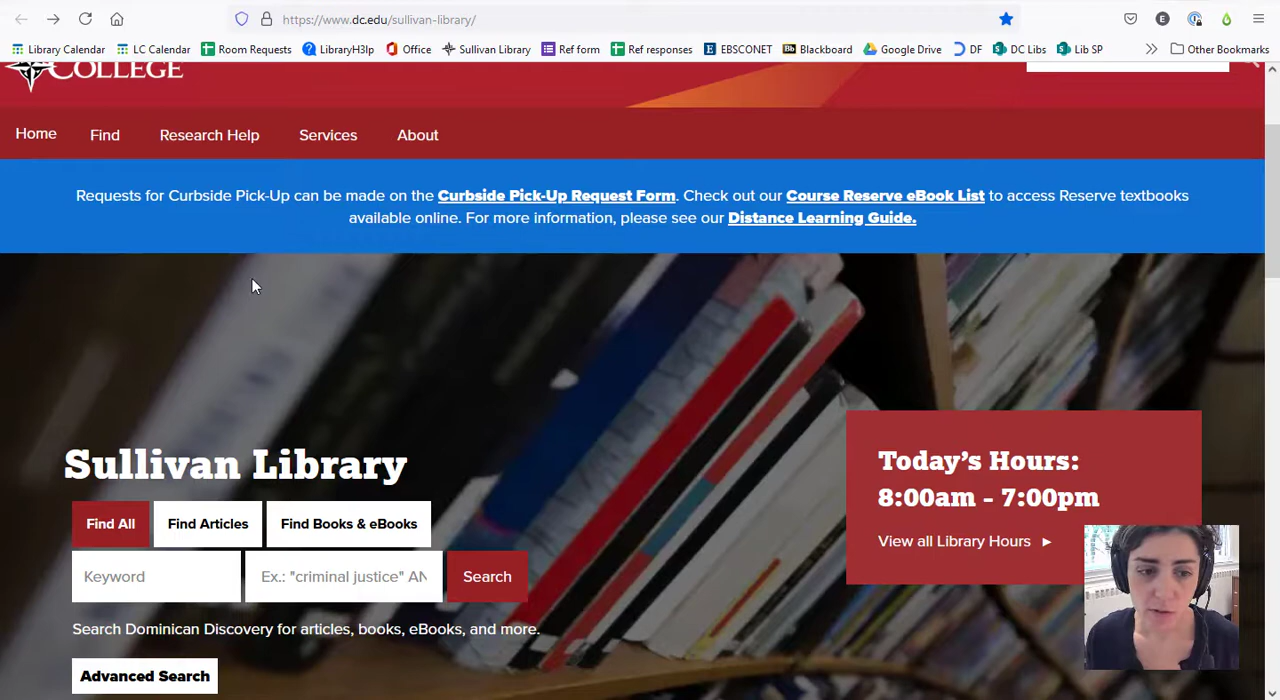 https://www.dc.edu/sullivan-library/
Library Calendar LC Calendar Room Requests LibraryH3lp Office Sullivan Library Ref form Ref responses EBSCONET Blackboard Google Drive DF DC Libs Lib SP Other Bookmarks
COLLEGE
Home Find Research Help Services About
Requests for Curbside Pick-Up can be made on the Curbside Pick-Up Request Form. Check out our Course Reserve eBook List to access Reserve textbooks
available online. For more information, please see our Distance Learning Guide.
Sullivan Library
Find All Find Articles Find Books & eBooks
Keyword Ex.: "criminal justice" AN Search
Search Dominican Discovery for articles, books, eBooks, and more.
Advanced Search
Today's Hours:
8:00am - 7:00pm
View all Library Hours ►